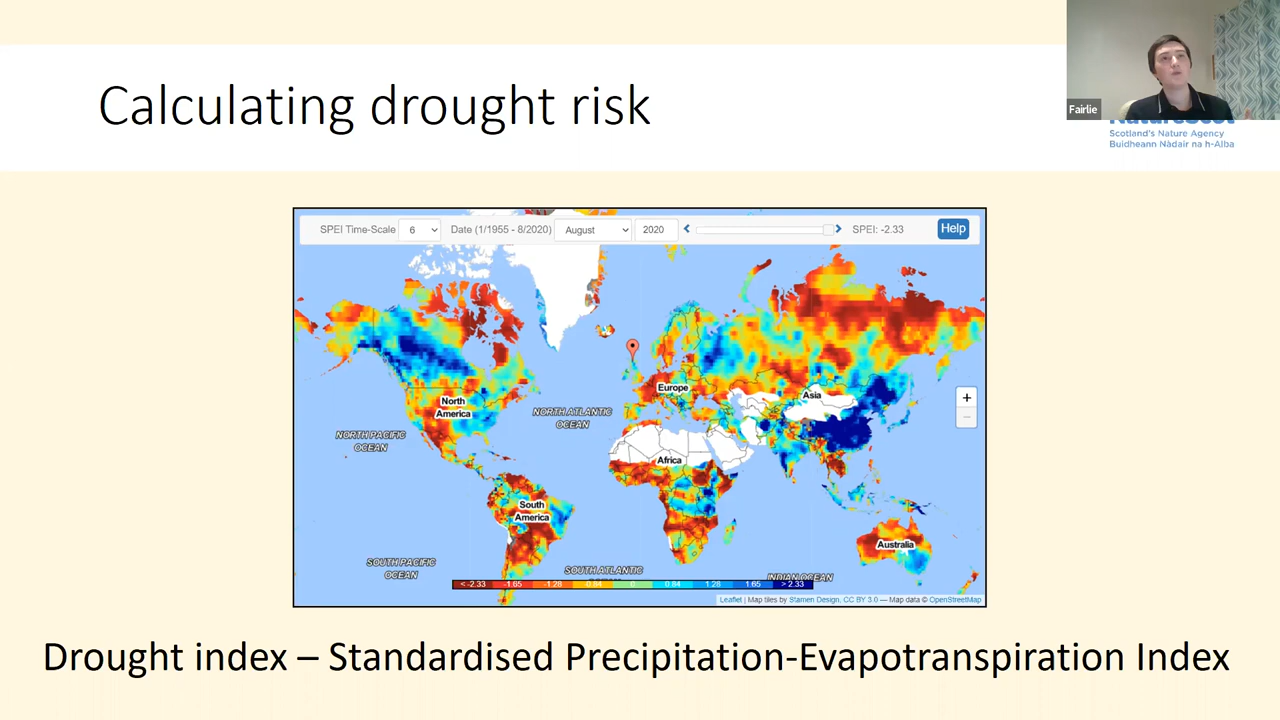 Calculating drought risk
Fairlie
NatureScot
Scotland's Nature Agency
Buidheann Nàdair na h-Alba
SPEI Time-Scale 6 Date (1/1955 - 8/2020) August 2020 SPEI: -2.33 Help
Europe
Asia
North
America
NORTH ATLANTIC
OCEAN
NORTH PACIFIC
OCEAN
Africa
South
America
Australia
SOUTH PACIFIC
OCEAN
SOUTH ATLANTIC
INDIAN OCEAN
< -2.33 -1.65 -1.28 -0.84 0 0.84 1.28 1.65 > 2.33
Leaflet | Map tiles by Stamen Design, CC BY 3.0 — Map data © OpenStreetMap
+
−
Drought index – Standardised Precipitation-Evapotranspiration Index